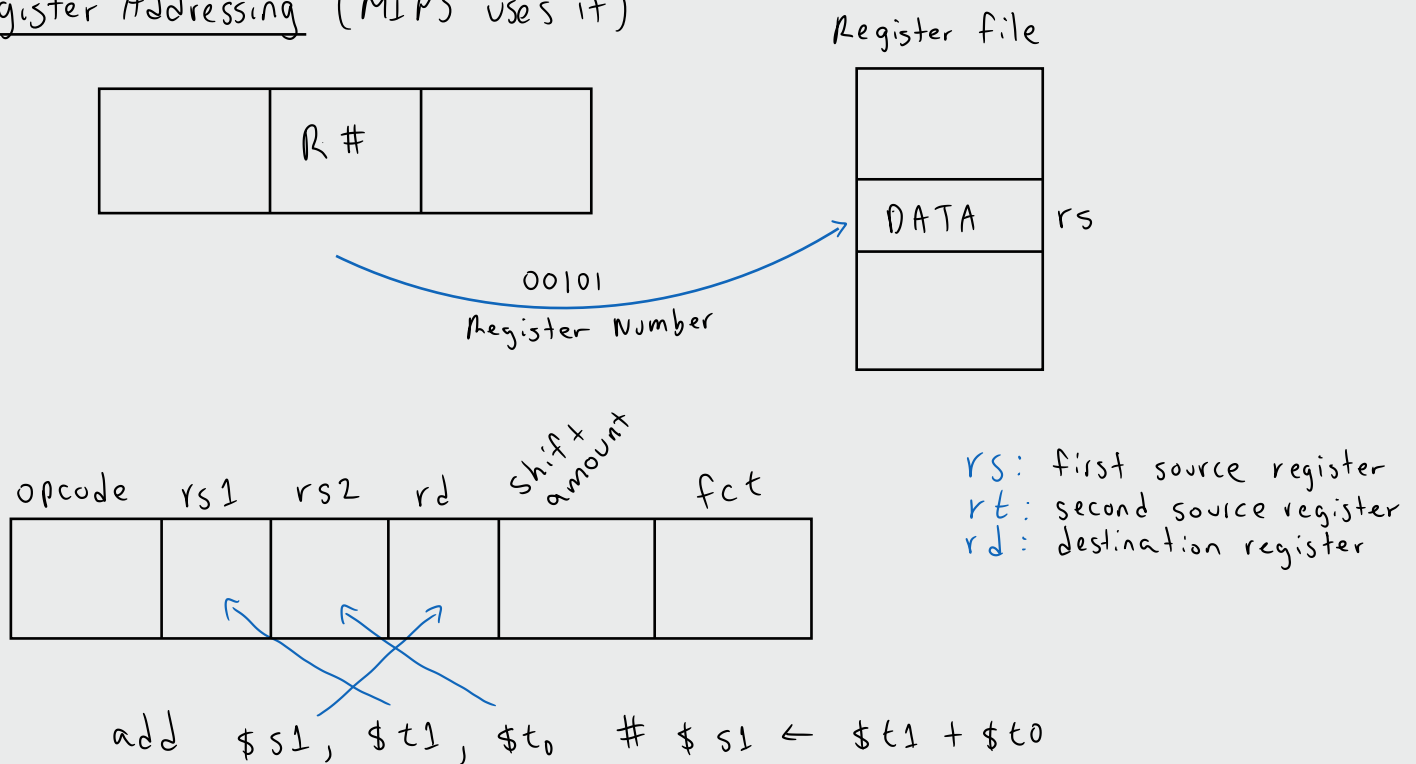 gister Addressing (MIPS uses it)
Register file
R #
DATA
rs
00101
Register Number
opcode rs1 rs2 rd shift amount fct
rs: first source register
rt: second source register
rd: destination register
add $s1, $t1, $t0 # $s1 ← $t1 + $t0